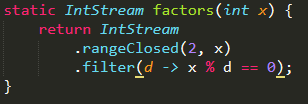 static IntStream factors(int x) {
    return IntStream
        .rangeClosed(2, x)
        .filter(d -> x % d == 0);
}